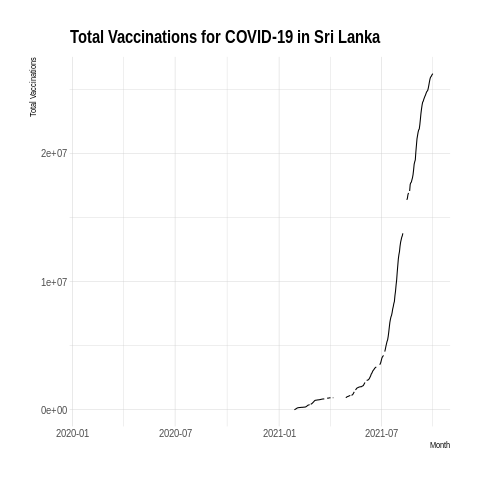 Total Vaccinations for COVID-19 in Sri Lanka
Total Vaccinations
2e+07
1e+07
0e+00
2020-01 2020-07 2021-01 2021-07
Month